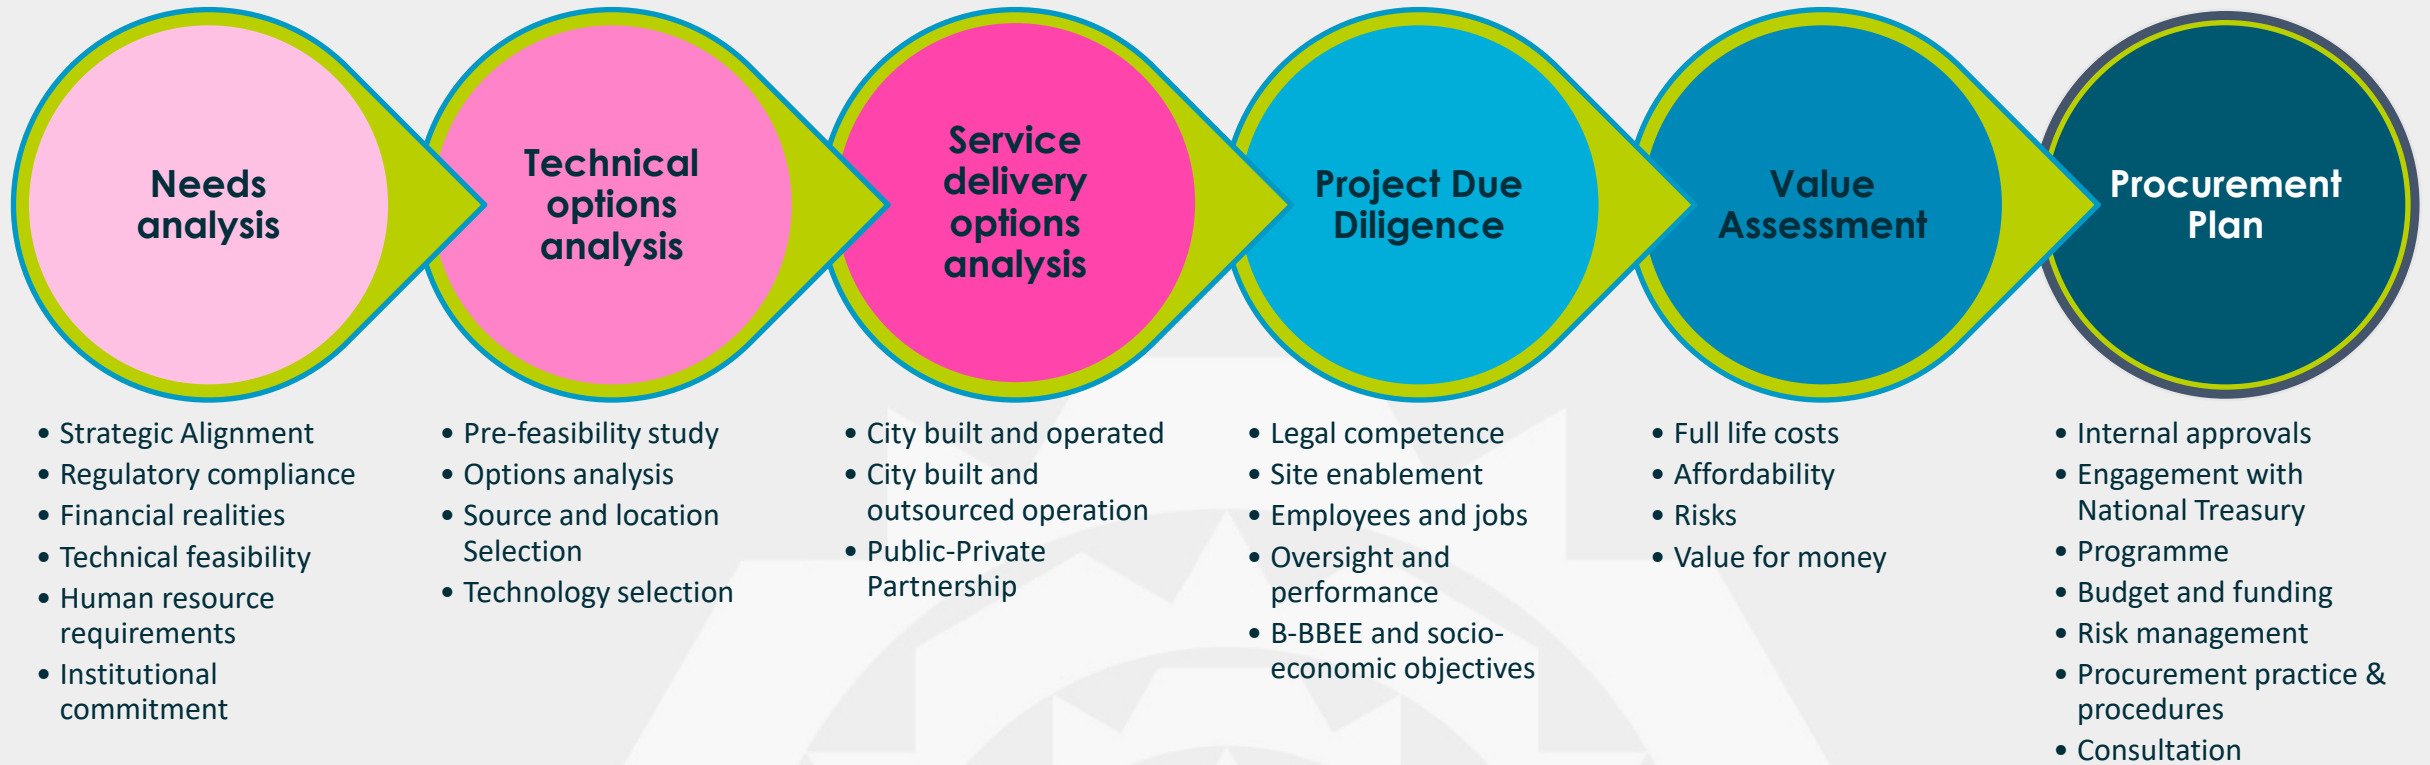 Needs
analysis
• Strategic Alignment
• Regulatory compliance
• Financial realities
• Technical feasibility
• Human resource
requirements
• Institutional
commitment
Technical
options
analysis
• Pre-feasibility study
• Options analysis
• Source and location
Selection
• Technology selection
Service
delivery
options
analysis
• City built and operated
• City built and
outsourced operation
• Public-Private
Partnership
Project Due
Diligence
• Legal competence
• Site enablement
• Employees and jobs
• Oversight and
performance
• B-BBEE and socio-
economic objectives
Value
Assessment
• Full life costs
• Affordability
• Risks
• Value for money
Procurement
Plan
• Internal approvals
• Engagement with
National Treasury
• Programme
• Budget and funding
• Risk management
• Procurement practice &
procedures
• Consultation